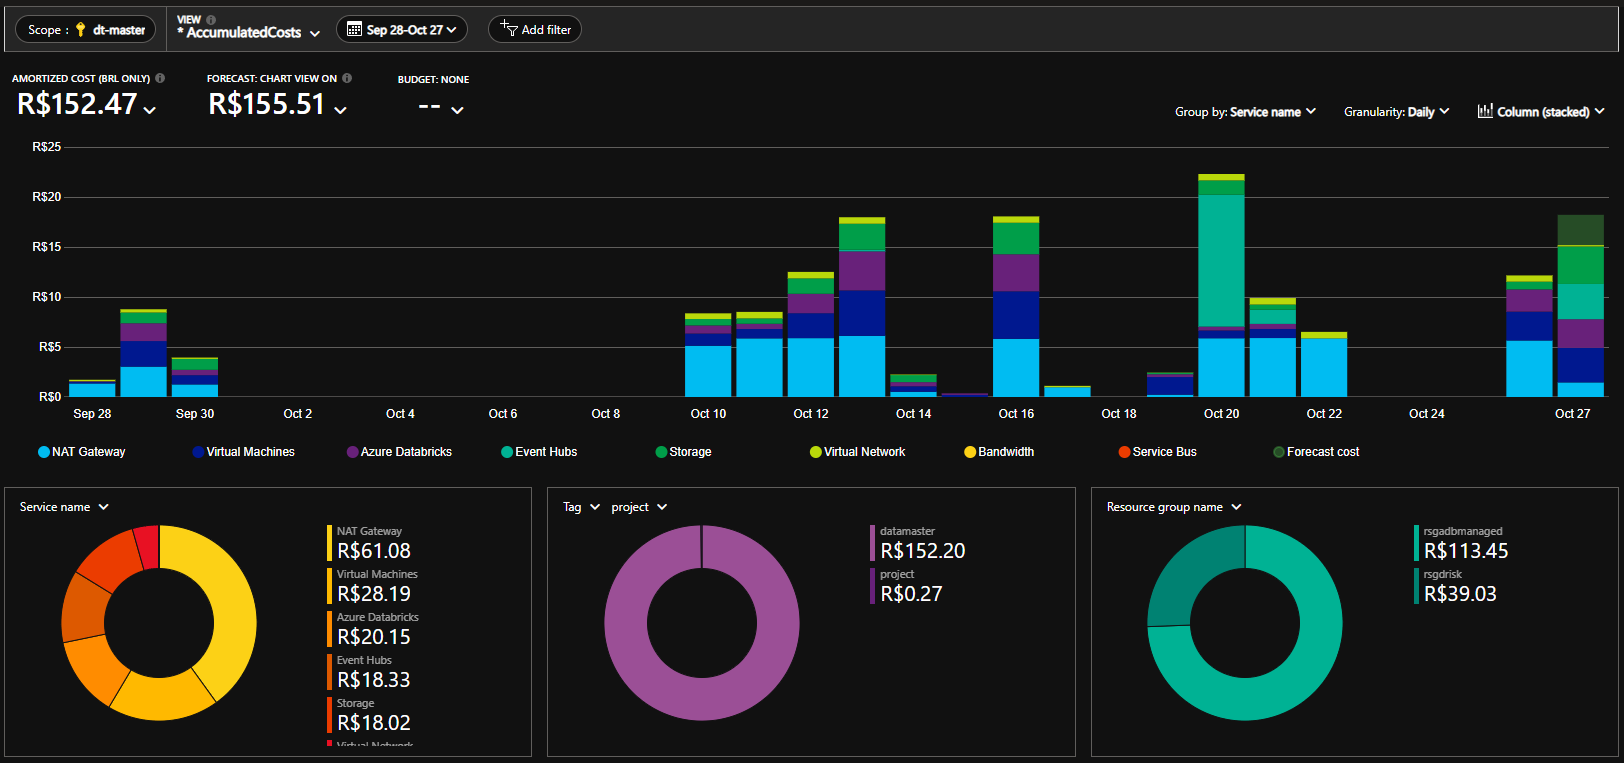 Scope : dt-master
VIEW
* AccumulatedCosts
Sep 28-Oct 27
Add filter
AMORTIZED COST (BRL ONLY)
R$152.47
FORECAST: CHART VIEW ON
R$155.51
BUDGET: NONE
--
Group by: Service name
Granularity: Daily
Column (stacked)
R$25
R$20
R$15
R$10
R$5
R$0
Sep 28 Sep 30 Oct 2 Oct 4 Oct 6 Oct 8 Oct 10 Oct 12 Oct 14 Oct 16 Oct 18 Oct 20 Oct 22 Oct 24 Oct 27
NAT Gateway Virtual Machines Azure Databricks Event Hubs Storage Virtual Network Bandwidth Service Bus Forecast cost
Service name
NAT Gateway
R$61.08
Virtual Machines
R$28.19
Azure Databricks
R$20.15
Event Hubs
R$18.33
Storage
R$18.02
Virtual Network
Tag project
datamaster
R$152.20
project
R$0.27
Resource group name
rsgadbmanaged
R$113.45
rsgdrisk
R$39.03